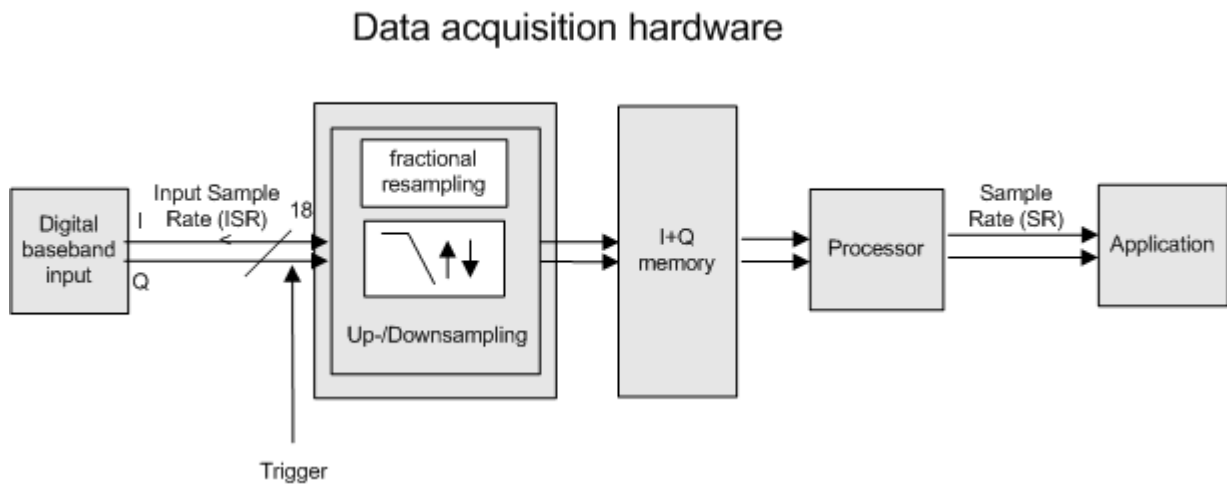 Data acquisition hardware
Digital
baseband
input
I
Q
Input Sample
Rate (ISR)
18
Trigger
fractional
resampling
Up-/Downsampling
I+Q
memory
Processor
Sample
Rate (SR)
Application